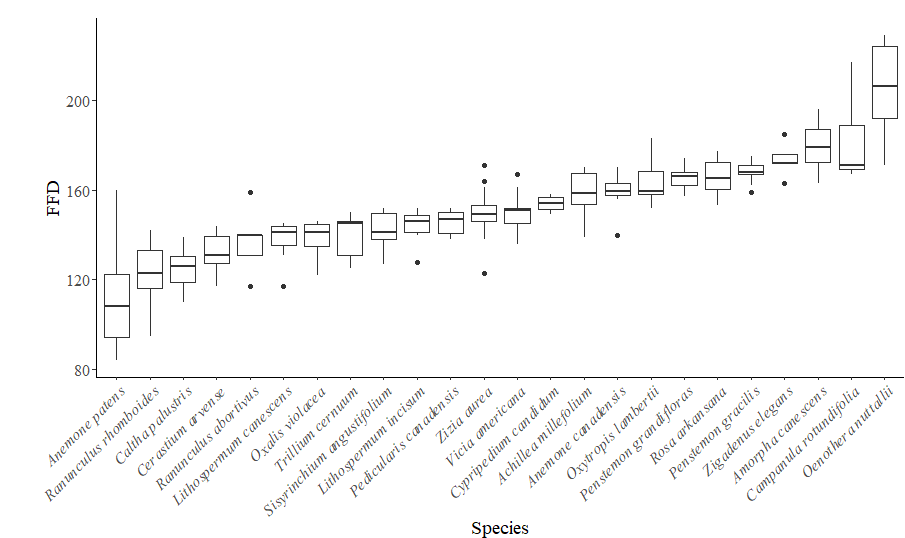 FFD
200
160
120
80
Anemone patens
Ranunculus rhomboides
Caltha palustris
Cerastium arvense
Ranunculus abortivus
Lithospermum canescens
Oxalis violacea
Trillium cernuum
Sisyrinchium angustifolium
Lithospermum incisum
Pedicularis canadensis
Zizia aurea
Vicia americana
Cypripedium candidum
Achillea millefolium
Anemone canadensis
Oxytropis lambertii
Penstemon grandifloras
Rosa arkansana
Penstemon gracilis
Zigadenus elegans
Amorpha canescens
Campanula rotundifolia
Oenothera nuttallii
Species